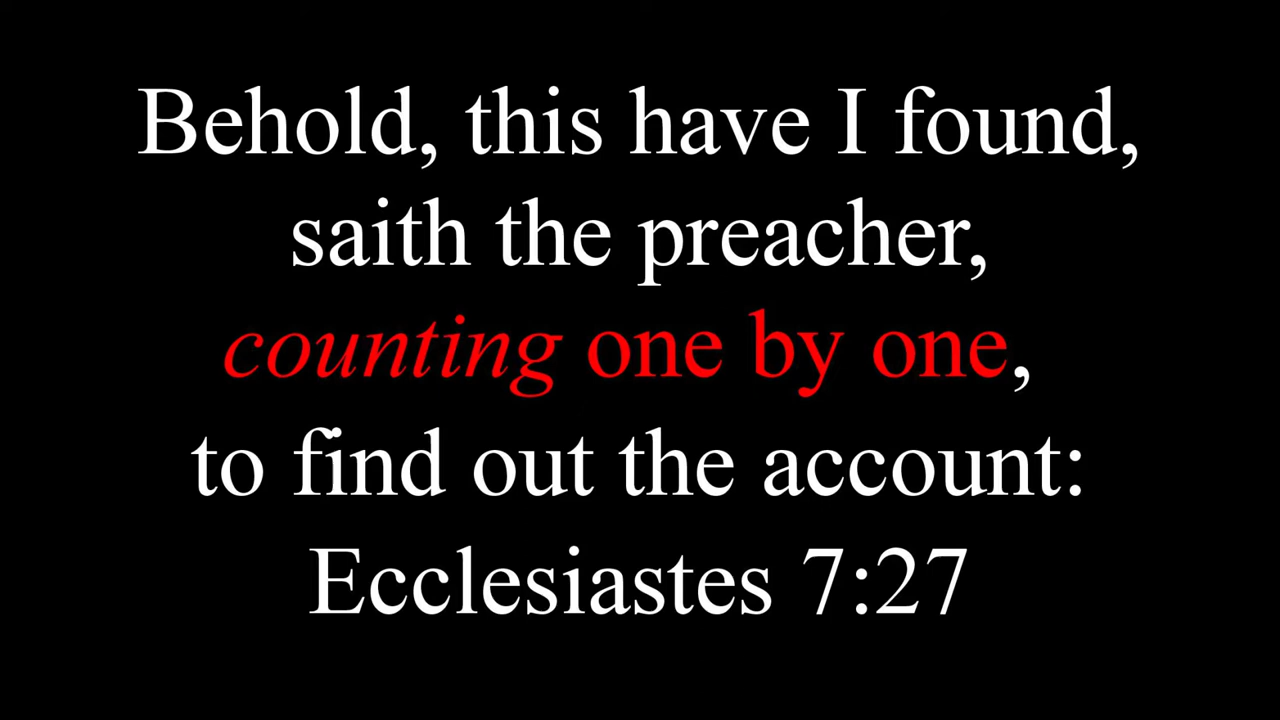 Behold, this have I found,
saith the preacher,
counting one by one,
to find out the account:
Ecclesiastes 7:27